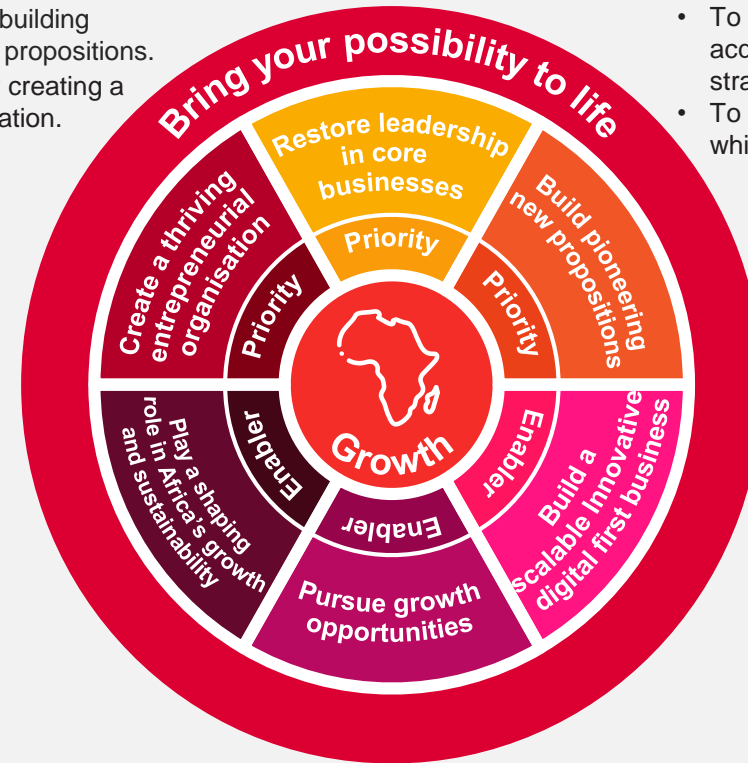 building
propositions.
creating a
ation.
• To
acc
stra
• To
whi
Bring your possibility to life
Restore leadership
in core
businesses
Priority
Build pioneering
new propositions
Priority
Build a
scalable Innovative
digital first business
Enabler
Pursue growth
opportunities
Enabler
Play a shaping
role in Africa's growth
and sustainability
Enabler
Create a thriving
entrepreneurial
organisation
Priority
Growth